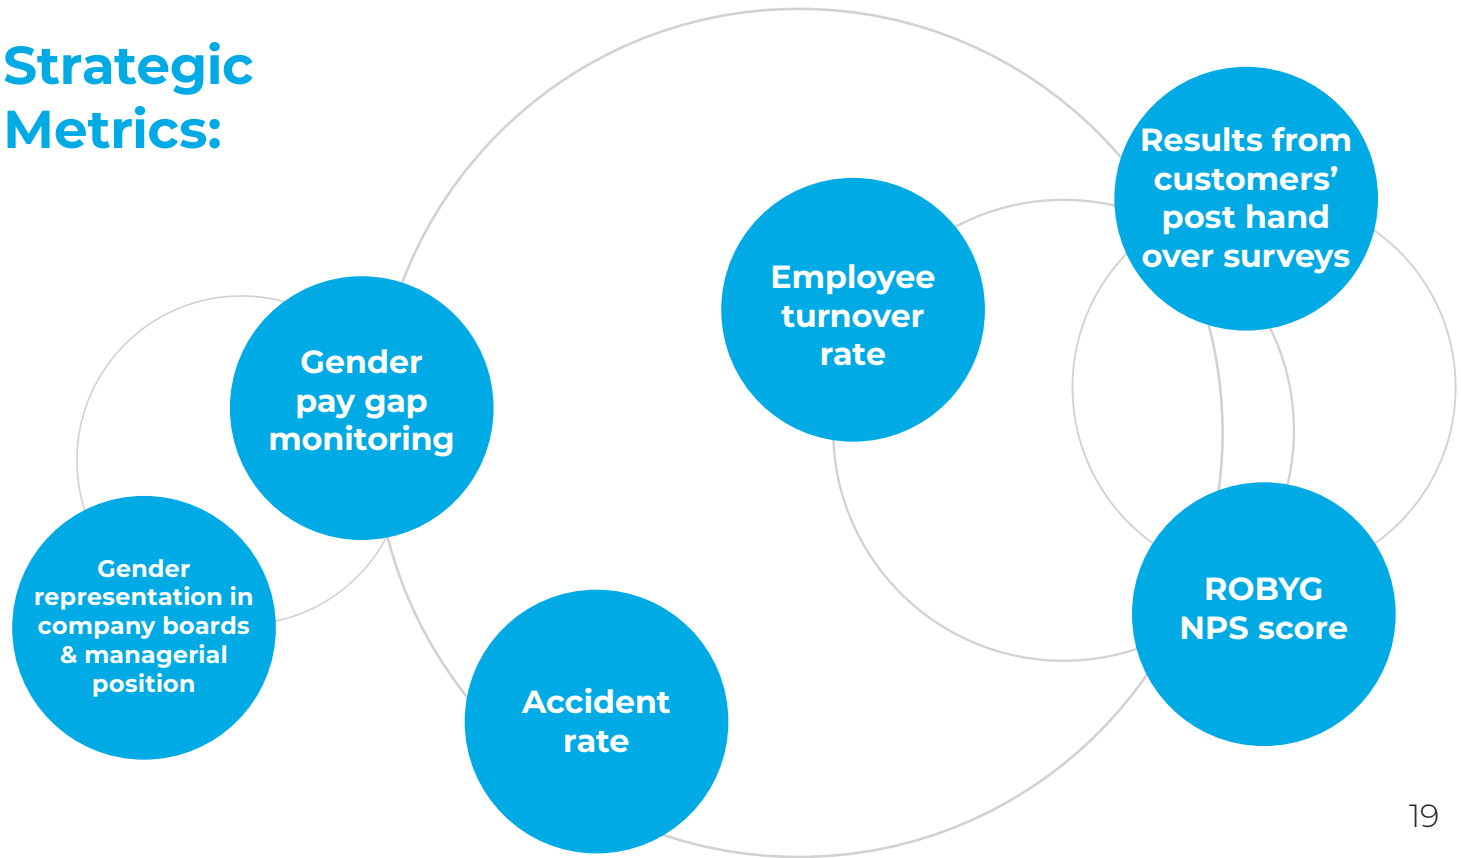 Strategic
Metrics:
Results from
customers’
post hand
over surveys
Employee
turnover
rate
Gender
pay gap
monitoring
Gender
representation in
company boards
& managerial
position
Accident
rate
ROBYG
NPS score
19